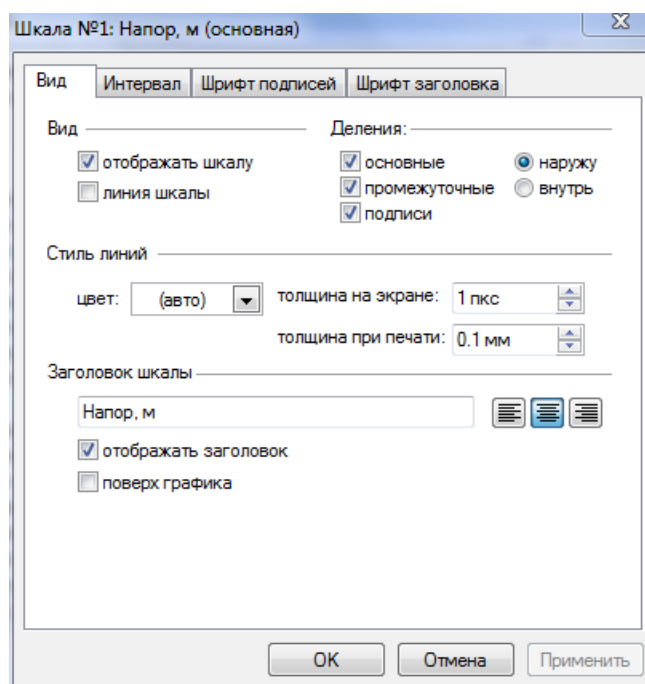 Шкала №1: Напор, м (основная)
Вид Интервал Шрифт подписей Шрифт заголовка
Вид Деления:
отображать шкалу основные наружу
линия шкалы промежуточные внутрь
подписи
Стиль линий
цвет: (авто) толщина на экране: 1 пкс
толщина при печати: 0.1 мм
Заголовок шкалы
Напор, м
отображать заголовок
поверх графика
OK Отмена Применить